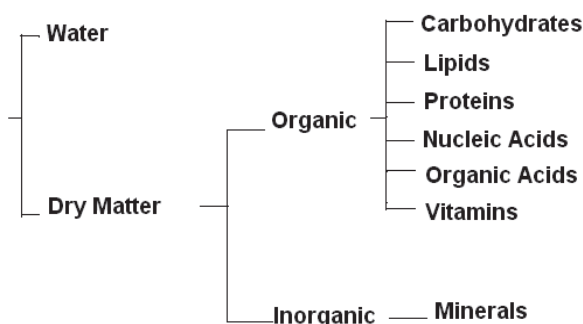 Water
Dry Matter
Organic
Carbohydrates
Lipids
Proteins
Nucleic Acids
Organic Acids
Vitamins
Inorganic
Minerals